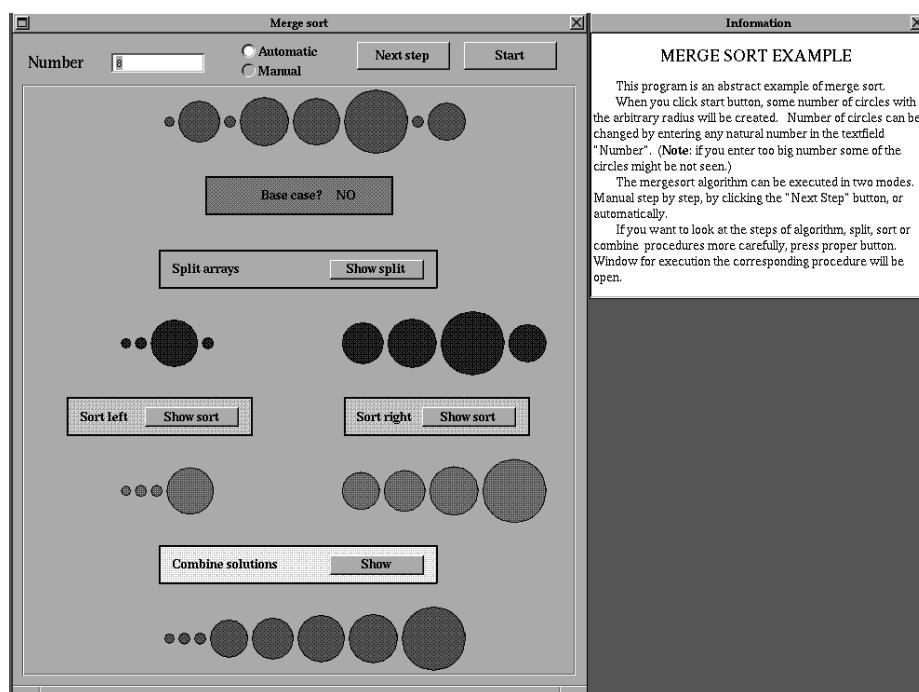 Merge sort
Number 8
Automatic
Manual
Next step
Start
Base case? NO
Split arrays Show split
Sort left Show sort
Sort right Show sort
Combine solutions Show
Information
MERGE SORT EXAMPLE
This program is an abstract example of merge sort.
When you click start button, some number of circles with
the arbitrary radius will be created. Number of circles can be
changed by entering any natural number in the textfield
"Number". (Note: if you enter too big number some of the
circles might be not seen.)
The mergesort algorithm can be executed in two modes.
Manual step by step, by clicking the "Next Step" button, or
automatically.
If you want to look at the steps of algorithm, split, sort or
combine procedures more carefully, press proper button.
Window for execution the corresponding procedure will be
open.